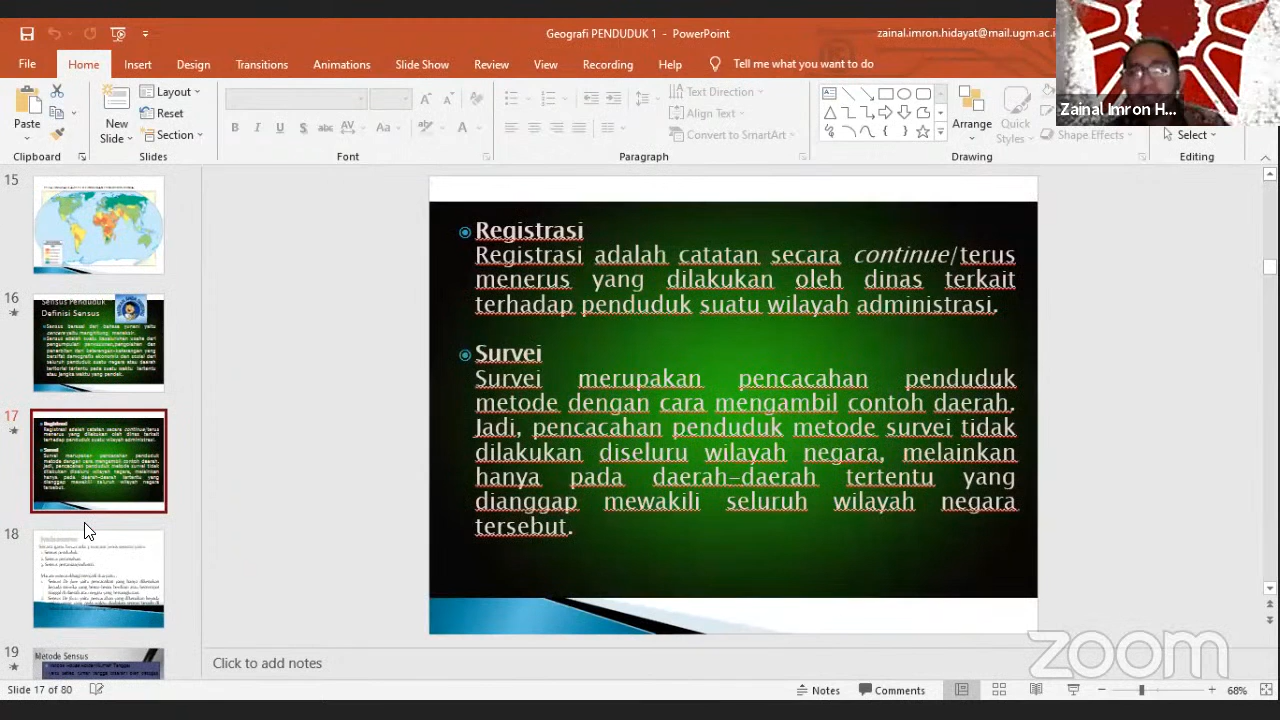 Geografi PENDUDUK 1 - PowerPoint
zainal.imron.hidayat@mail.ugm.ac.i
File Home Insert Design Transitions Animations Slide Show Review View Recording Help Tell me what you want to do
Zainal Imron H...
Paste
New
Slide
Layout
Reset
Section
B I U S abc AV Aa A
Text Direction
Align Text
Convert to SmartArt
Arrange
Quick
Styles
Shape Effects
Select
Clipboard Slides Font Paragraph Drawing Editing
15
16
Sensus Penduduk
Definisi Sensus
17
18
19
Metode Sensus
Registrasi
Registrasi adalah catatan secara continue/terus
menerus yang dilakukan oleh dinas terkait
terhadap penduduk suatu wilayah administrasi.
Survei
Survei merupakan pencacahan penduduk
metode dengan cara mengambil contoh daerah.
Jadi, pencacahan penduduk metode survei tidak
dilakukan diseluru wilayah negara, melainkan
hanya pada daerah-daerah tertentu yang
dianggap mewakili seluruh wilayah negara
tersebut.
Click to add notes
zoom
Slide 17 of 80
Notes Comments
68%